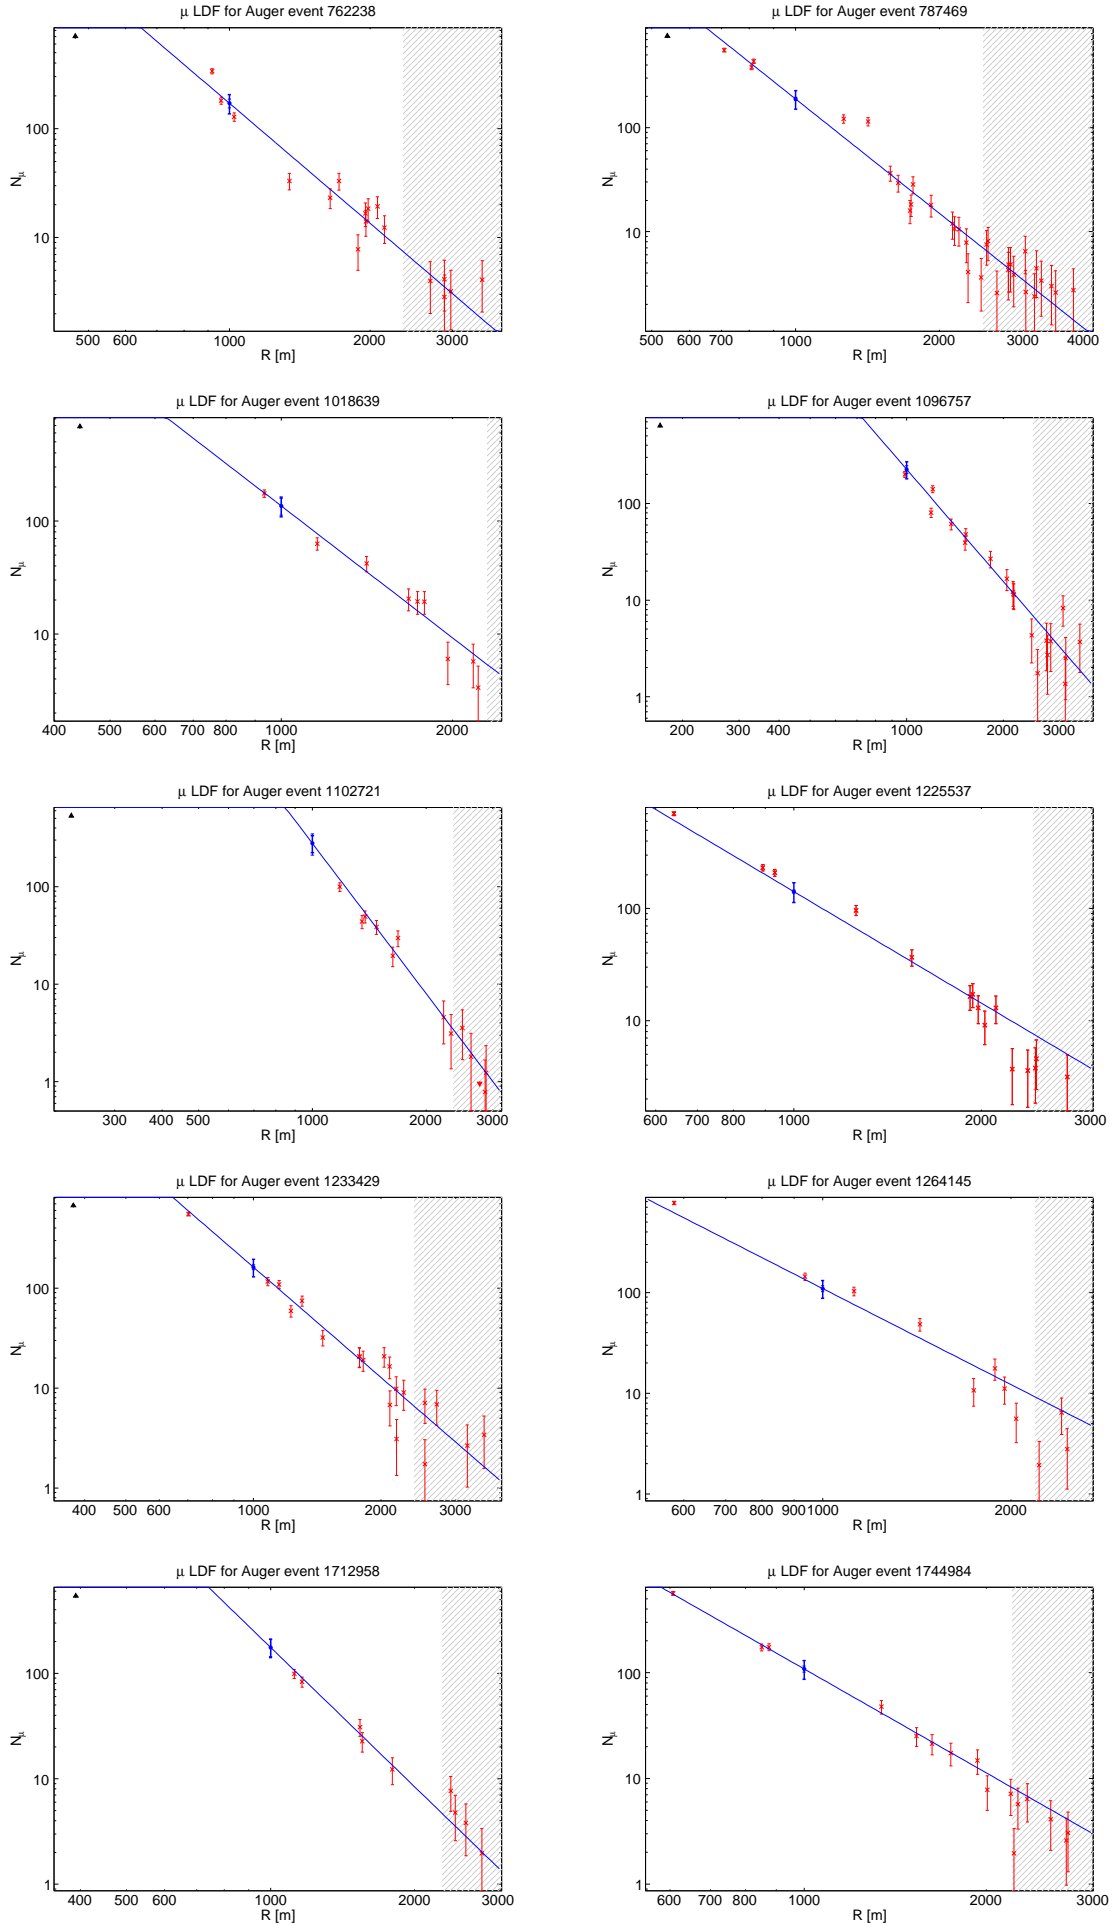 μ LDF for Auger event 762238
100
10
N_μ
500 600 1000 2000 3000
R [m]
μ LDF for Auger event 787469
100
10
N_μ
500 600 700 1000 2000 3000 4000
R [m]
μ LDF for Auger event 1018639
100
10
N_μ
400 500 600 700 800 1000 2000
R [m]
μ LDF for Auger event 1096757
100
10
1
N_μ
200 300 400 1000 2000 3000
R [m]
μ LDF for Auger event 1102721
100
10
1
N_μ
300 400 500 1000 2000 3000
R [m]
μ LDF for Auger event 1225537
100
10
N_μ
600 700 800 1000 2000 3000
R [m]
μ LDF for Auger event 1233429
100
10
1
N_μ
400 500 600 1000 2000 3000
R [m]
μ LDF for Auger event 1264145
100
10
1
N_μ
600 700 800 900 1000 2000
R [m]
μ LDF for Auger event 1712958
100
10
1
N_μ
400 500 600 1000 2000 3000
R [m]
μ LDF for Auger event 1744984
100
10
1
N_μ
600 700 800 1000 2000 3000
R [m]